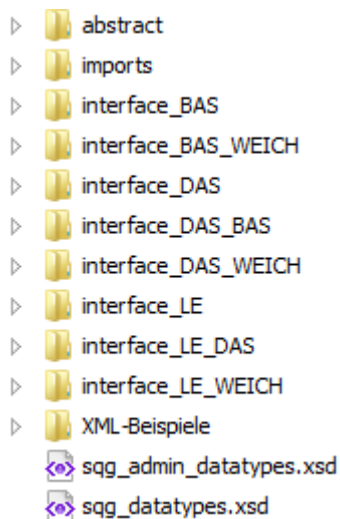 abstract
imports
interface_BAS
interface_BAS_WEICH
interface_DAS
interface_DAS_BAS
interface_DAS_WEICH
interface_LE
interface_LE_DAS
interface_LE_WEICH
XML-Beispiele
sqg_admin_datatypes.xsd
sqg_datatypes.xsd